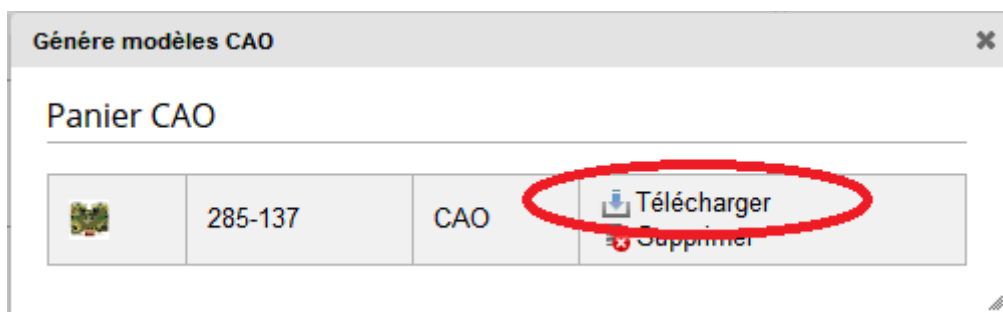 Génére modèles CAO
Panier CAO
285-137 CAO Télécharger
Supprimer